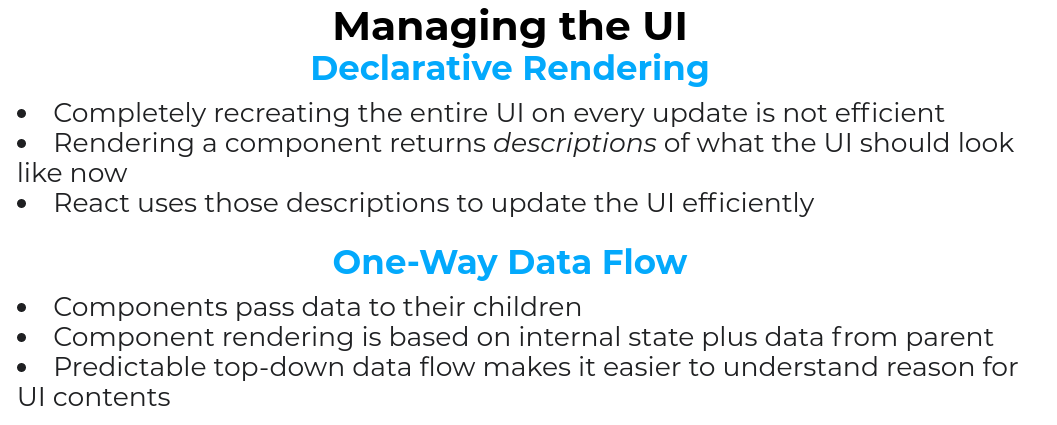 Managing the UI
Declarative Rendering
• Completely recreating the entire UI on every update is not efficient
• Rendering a component returns descriptions of what the UI should look
like now
• React uses those descriptions to update the UI efficiently
One-Way Data Flow
• Components pass data to their children
• Component rendering is based on internal state plus data from parent
• Predictable top-down data flow makes it easier to understand reason for
UI contents